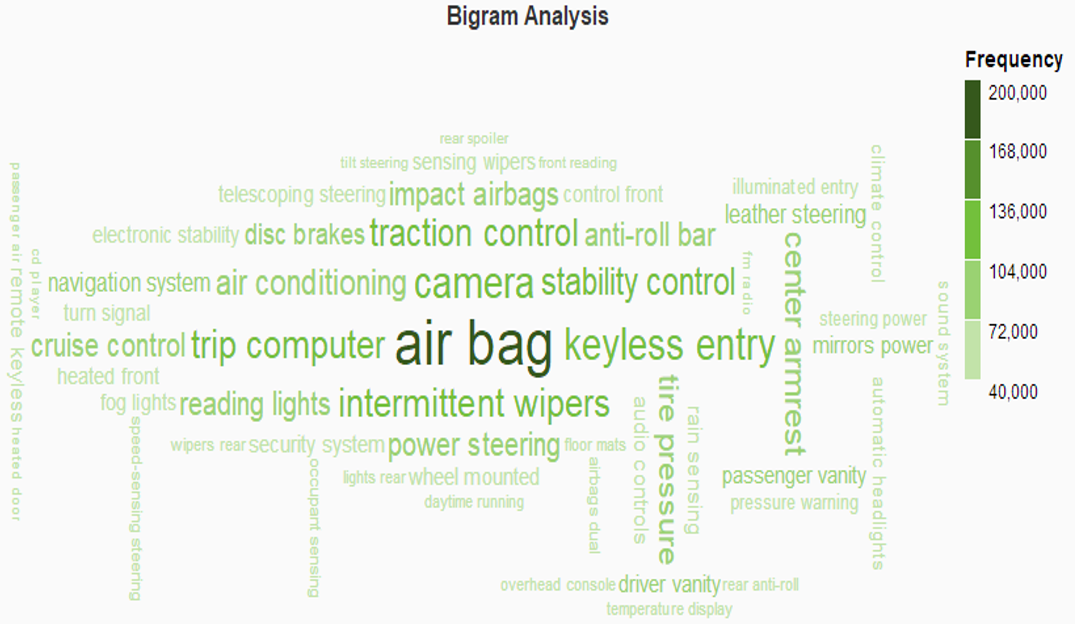 Bigram Analysis
Frequency
200,000
168,000
136,000
104,000
72,000
40,000
rear spoiler
tilt steering sensing wipers front reading
telescoping steering impact airbags control front
illuminated entry
leather steering
climate control
electronic stability disc brakes traction control anti-roll bar
passenger air
cd player
remote keyless
heated door
navigation system air conditioning camera stability control
fm radio
center armrest
sound system
turn signal
steering power
cruise control trip computer air bag keyless entry
mirrors power
heated front
fog lights reading lights intermittent wipers
tire pressure
audio controls
rain sensing
automatic headlights
speed-sensing steering
wipers rear security system power steering floor mats
occupant sensing
airbags dual
lights rear wheel mounted
passenger vanity
daytime running
pressure warning
overhead console driver vanity rear anti-roll
temperature display